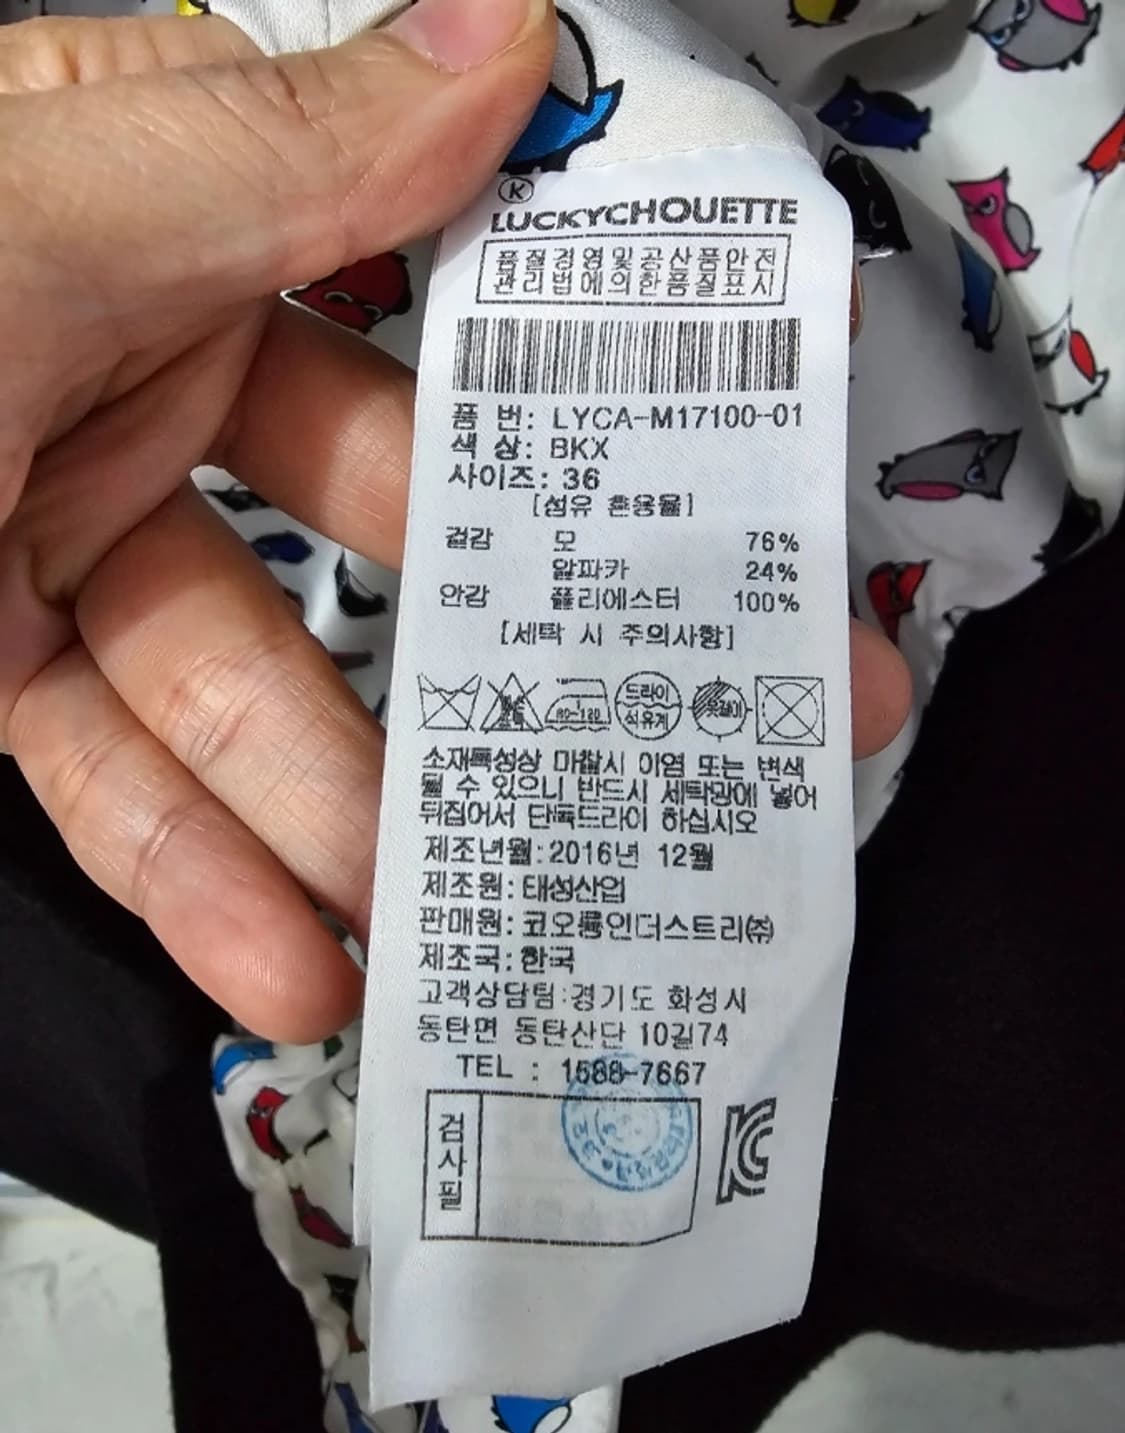 K
LUCKYCHOUETTE
품질경영및공산품안전
관리법에의한품질표시
품 번: LYCA-M17100-01
색 상: BKX
사이즈: 36
[섬유 혼용율]
겉감 모 76%
알파카 24%
안감 폴리에스터 100%
[세탁 시 주의사항]
1
80-120
드라이
석유계
옷걸이
소재특성상 마찰시 이염 또는 변색
될 수 있으니 반드시 세탁망에 넣어
뒤집어서 단독드라이 하십시오
제조년월:2016년 12월
제조원:태성산업
판매원:코오롱인더스트리㈜
제조국:한국
고객상담팀:경기도 화성시
동탄면 동탄산단 10길74
TEL : 1588-7667
검사필
KC